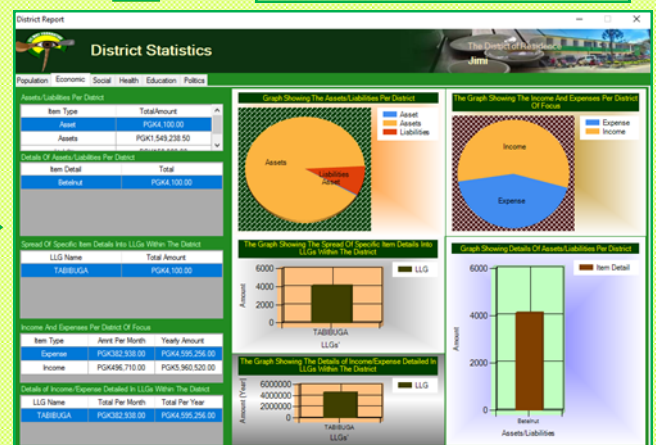 District Report
District Statistics
The District of Residence
Jimi
Population Economic Social Health Education Politics
Assets/Liabilities Per District
Item Type TotalAmount
Asset PGK4,100.00
Assets PGK1,549,238.50
Details Of Assets/Liabilities Per District
Item Detail Total
Betelnut PGK4,100.00
Spread Of Specific Item Details Into LLGs Within The District
LLG Name Total Amount
TABIBUGA PGK4,100.00
Income And Expenses Per District Of Focus
Item Type Amnt Per Month Yearly Amount
Expense PGK382,938.00 PGK4,595,256.00
Income PGK496,710.00 PGK5,960,520.00
Details of Income/Expense Detailed In LLGs Within The District
LLG Name Total Per Month Total Per Year
TABIBUGA PGK382,938.00 PGK4,595,256.00
Graph Showing The Assets/Liabilities Per District
Asset
Assets
Liabilities
Assets
Liabilities
Asset
The Graph Showing The Spread Of Specific Item Details Into
LLGs Within The District
6000
4000
2000
0
Amount
TABIBUGA
LLGs'
LLG
The Graph Showing The Details of Income/Expense Detailed In
LLGs Within The District
6000000
4000000
2000000
0
Amount (Year)
TABIBUGA
LLGs'
LLG
The Graph Showing The Income And Expenses Per District
Of Focus
Expense
Income
Income
Expense
Graph Showing Details Of Assets/Liabilities Per District
6000
4000
2000
0
Amount
Betelnut
Assets/Liabilities
Item Detail